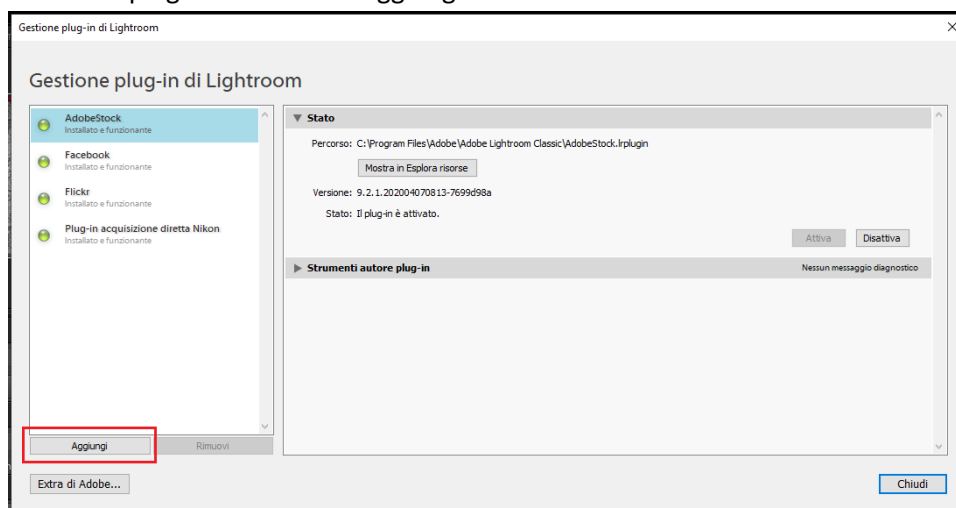 Gestione plug-in di Lightroom
Gestione plug-in di Lightroom
AdobeStock
Installato e funzionante
Facebook
Installato e funzionante
Flickr
Installato e funzionante
Plug-in acquisizione diretta Nikon
Installato e funzionante
Aggiungi
Rimuovi
Stato
Percorso: C:\Program Files\Adobe\Adobe Lightroom Classic\AdobeStock.lrplugin
Mostra in Esplora risorse
Versione: 9.2.1.202004070813-7699d98a
Stato: Il plug-in è attivato.
Attiva
Disattiva
Strumenti autore plug-in
Nessun messaggio diagnostico
Extra di Adobe...
Chiudi